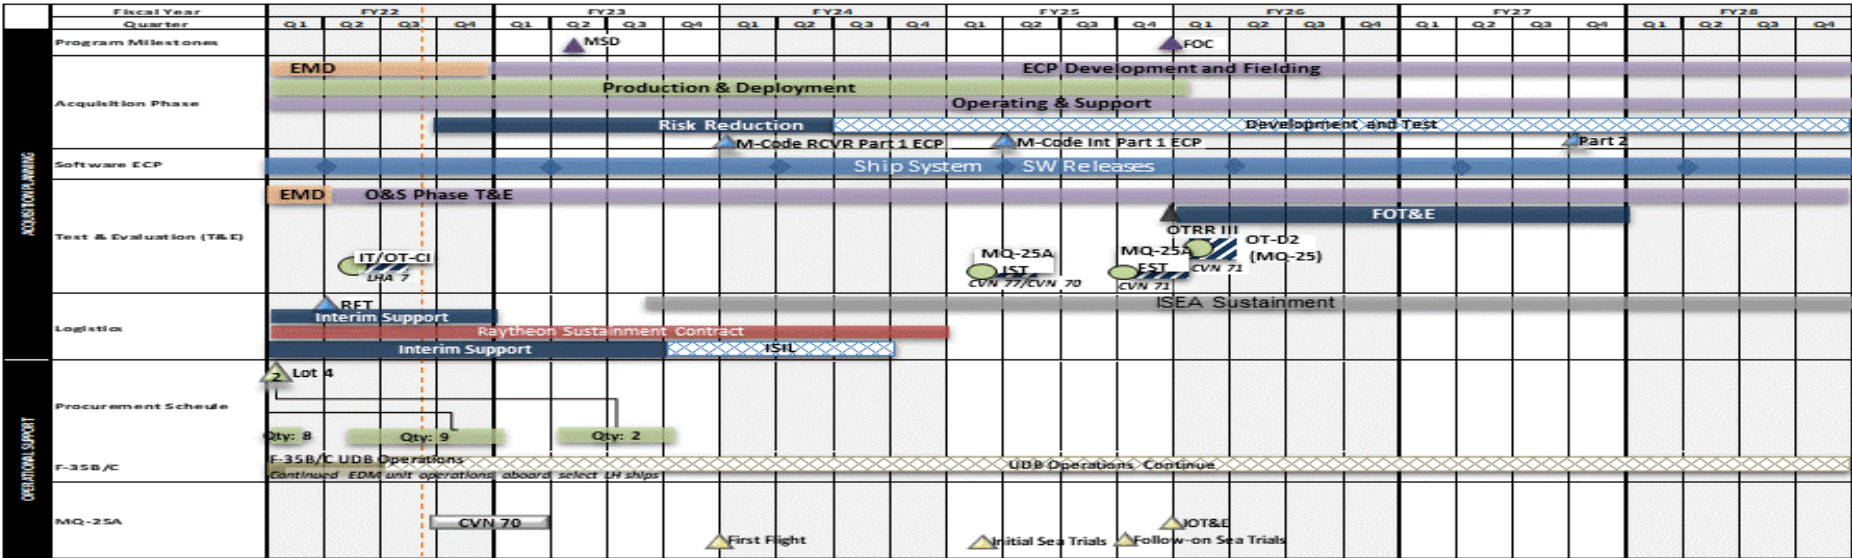 Fiscal Year FY22 FY23 FY24 FY25 FY26 FY27 FY28
Quarter Q1 Q2 Q3 Q4 Q1 Q2 Q3 Q4 Q1 Q2 Q3 Q4 Q1 Q2 Q3 Q4 Q1 Q2 Q3 Q4 Q1 Q2 Q3 Q4 Q1 Q2 Q3 Q4
ACQUISITION PLANNING
Program Milestones
MSD
FOC
Acquisition Phase
EMD
ECP Development and Fielding
Production & Deployment
Operating & Support
Risk Reduction
Development and Test
M-Code RCVR Part 1 ECP
M-Code Int Part 1 ECP
Part 2
Software ECP
Ship System SW Releases
Test & Evaluation (T&E)
EMD
O&S Phase T&E
FOT&E
OTRR III
IT/OT-CI
LHA 7
MQ-25A
IST
CVN 77/CVN 70
MQ-25A
EST
CVN 71
OT-D2
(MQ-25)
CVN 71
Logistics
RFT
Interim Support
ISEA Sustainment
Raytheon Sustainment Contract
Interim Support
ISIL
OPERATIONAL SUPPORT
Procurement Scheule
2 Lot 4
Qty: 8
Qty: 9
Qty: 2
F-35B/C
F-35B/C UDB Operations
UDB Operations Continue
Continued EDM unit operations aboard select LH ships
MQ-25A
CVN 70
IOT&E
First Flight
Initial Sea Trials
Follow-on Sea Trials